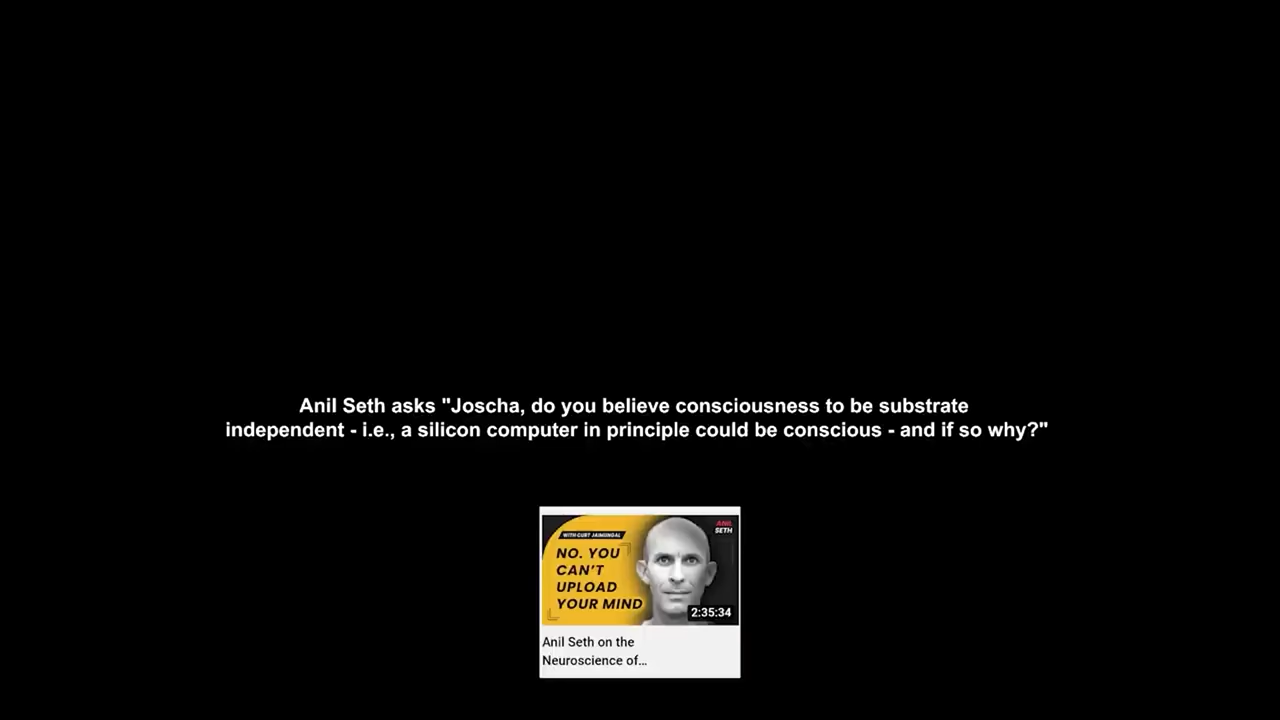 Anil Seth asks "Joscha, do you believe consciousness to be substrate
independent - i.e., a silicon computer in principle could be conscious - and if so why?"
WITH CURT JAIMUNGAL
ANIL
SETH
NO. YOU
CAN'T
UPLOAD
YOUR MIND
2:35:34
Anil Seth on the
Neuroscience of...